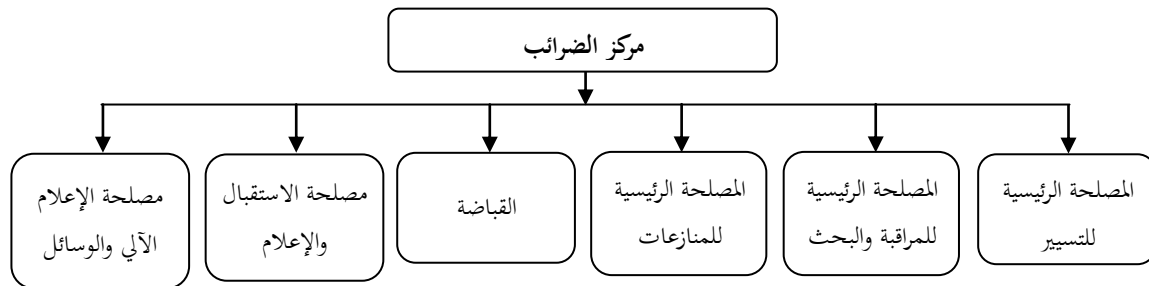 مركز الضرائب
المصلحة الرئيسية
للتسيير
المصلحة الرئيسية
للمراقبة والبحث
المصلحة الرئيسية
للمنازعات
القباضة
مصلحة الاستقبال
والإعلام
مصلحة الإعلام
الآلي والوسائل